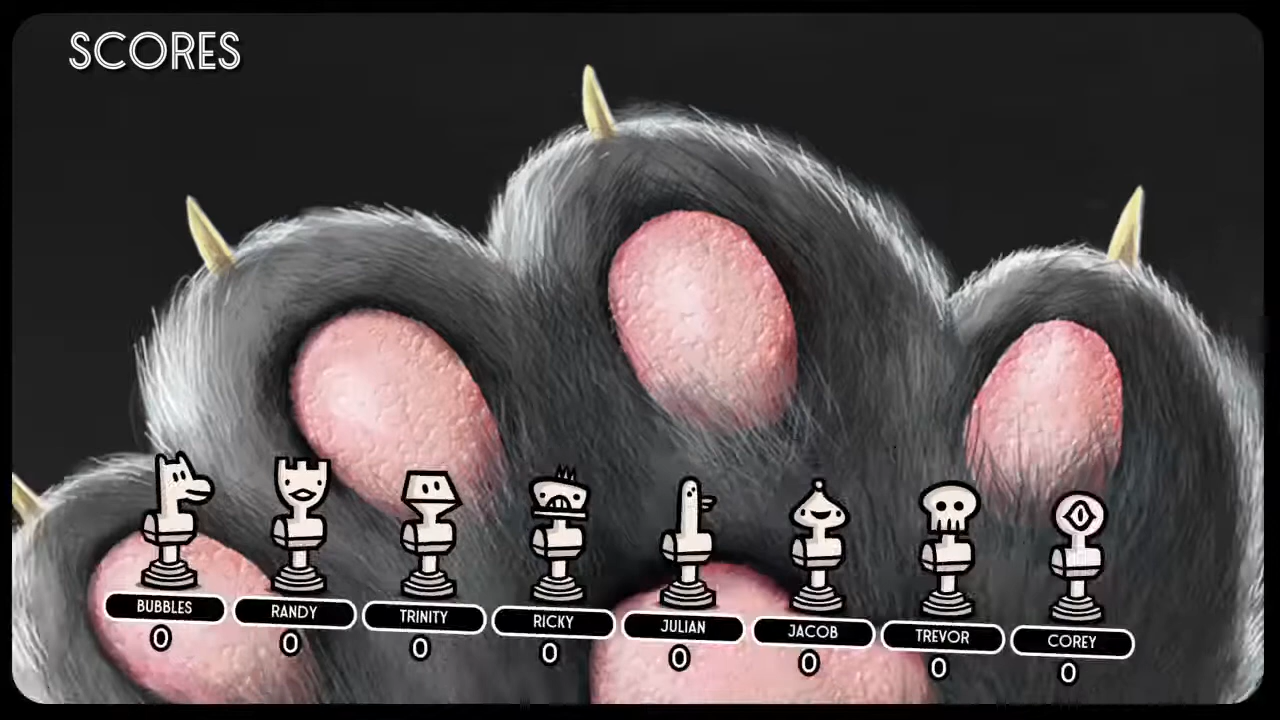 SCORES
BUBBLES RANDY TRINITY RICKY JULIAN JACOB TREVOR COREY
0 0 0 0 0 0 0 0